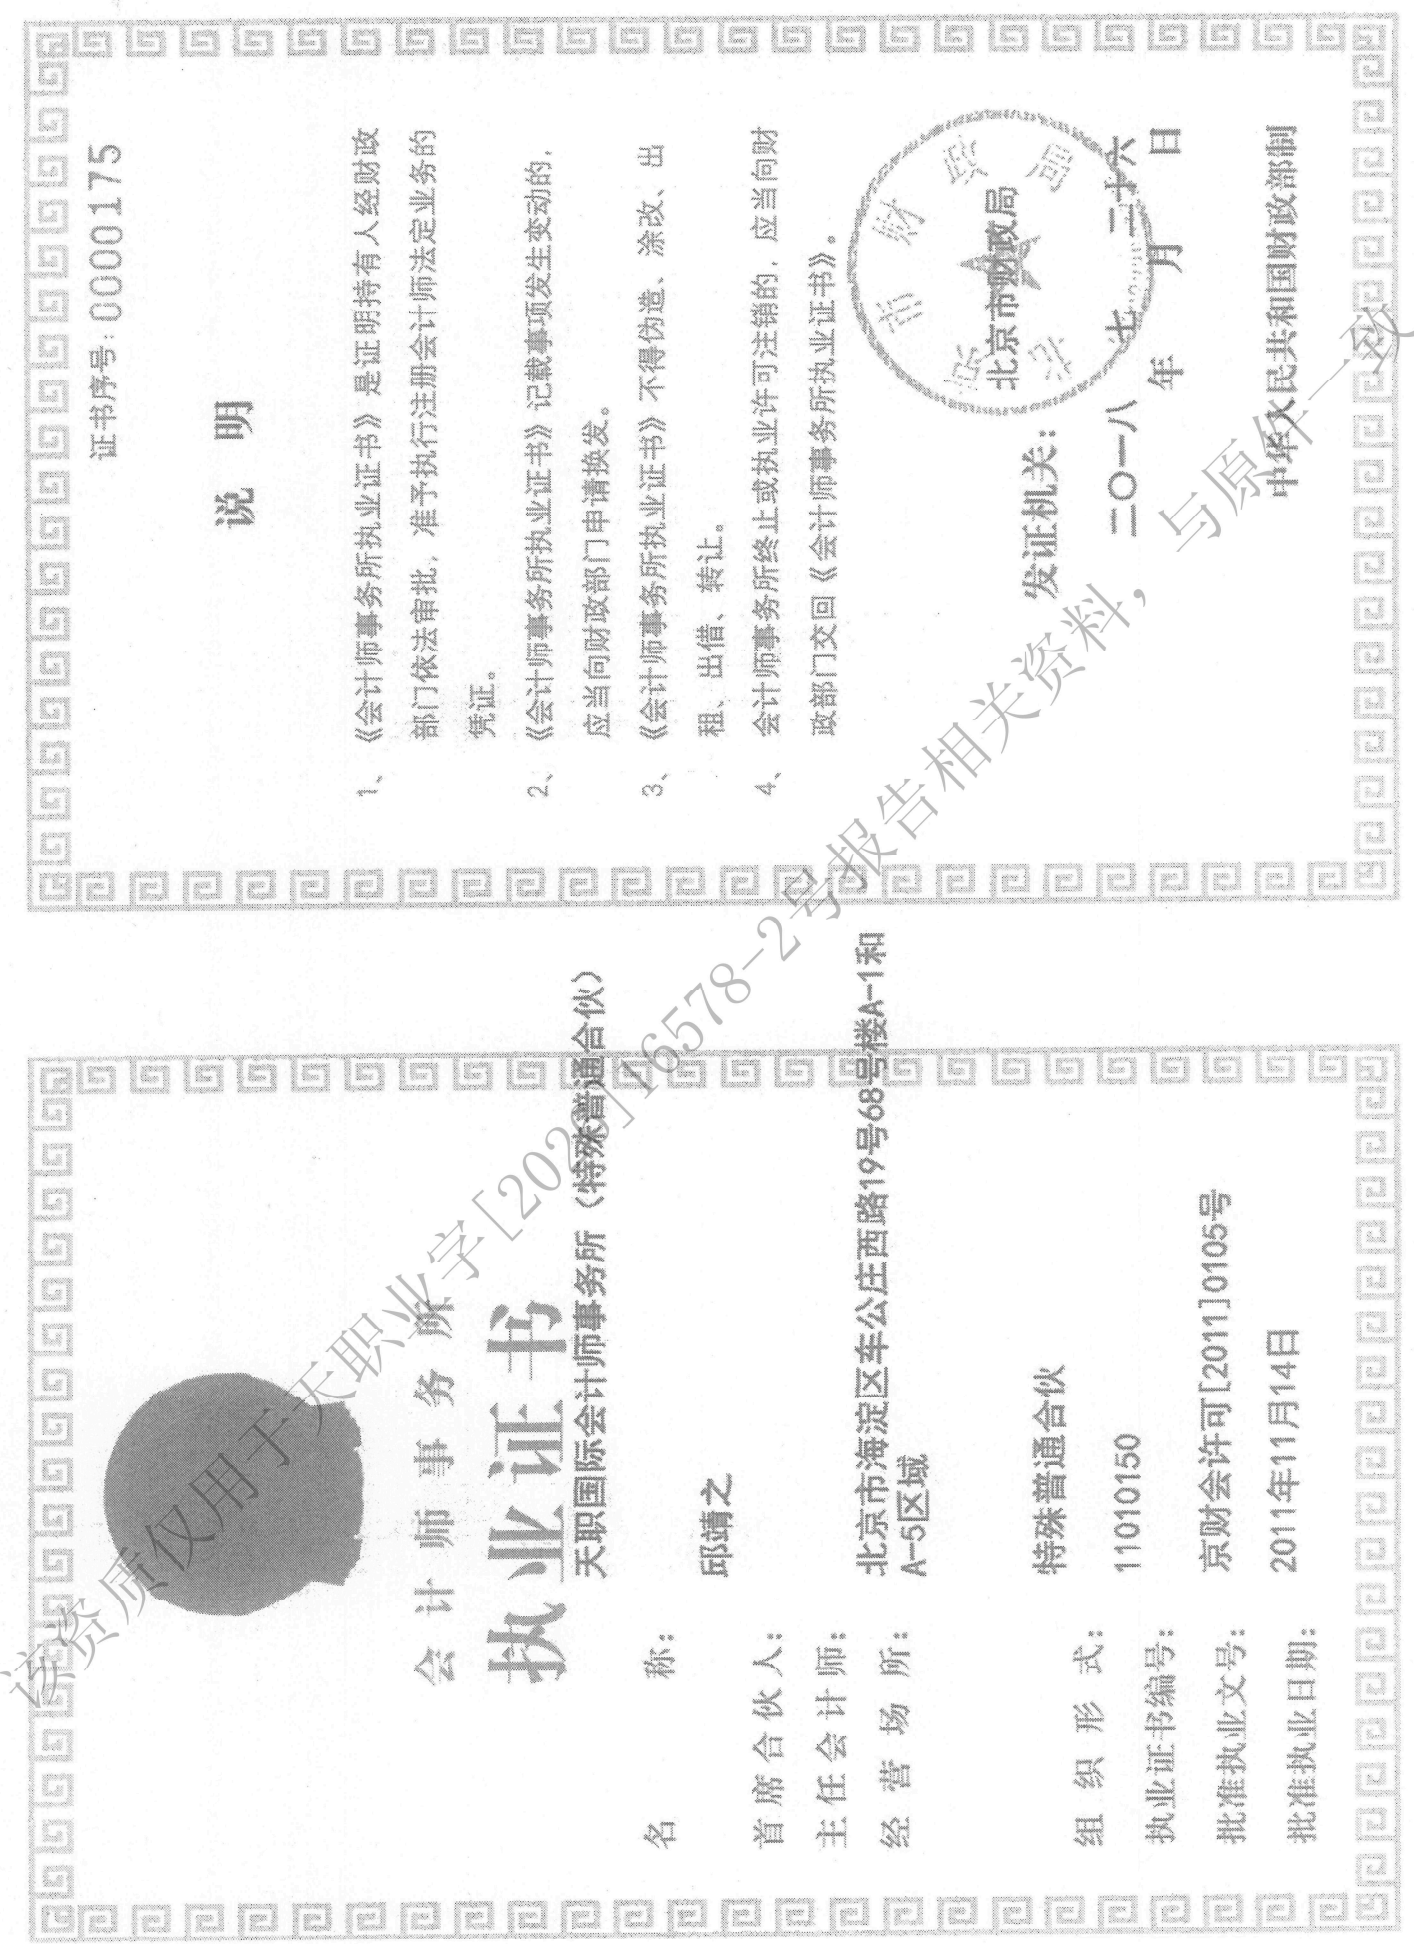 会计师事务所
执业证书
名 称：
天职国际会计师事务所（特殊普通合伙）
首席合伙人：
邱靖之
主任会计师：
经营场所：
北京市海淀区车公庄西路19号68号楼A-1和
A-5区域
组织形式：
特殊普通合伙
执业证书编号：
11010150
批准执业文号：
京财会许可[2011]0105号
批准执业日期：
2011年11月14日
证书序号：0000175
说 明
1、《会计师事务所执业证书》是证明持有人经财政
部门依法审批，准予执行注册会计师法定业务的
凭证。
2、《会计师事务所执业证书》记载事项发生变动的，
应当向财政部门申请换发。
3、《会计师事务所执业证书》不得伪造、涂改、出
租、出借、转让。
4、会计师事务所终止或执业许可注销的，应当向财
政部门交回《会计师事务所执业证书》。
发证机关：
北京市财政局
北京市财政局
二〇一八年七月二十六日
中华人民共和国财政部制
该资质仅用于天职业字[2020]16578-2号报告相关资料，与原件一致